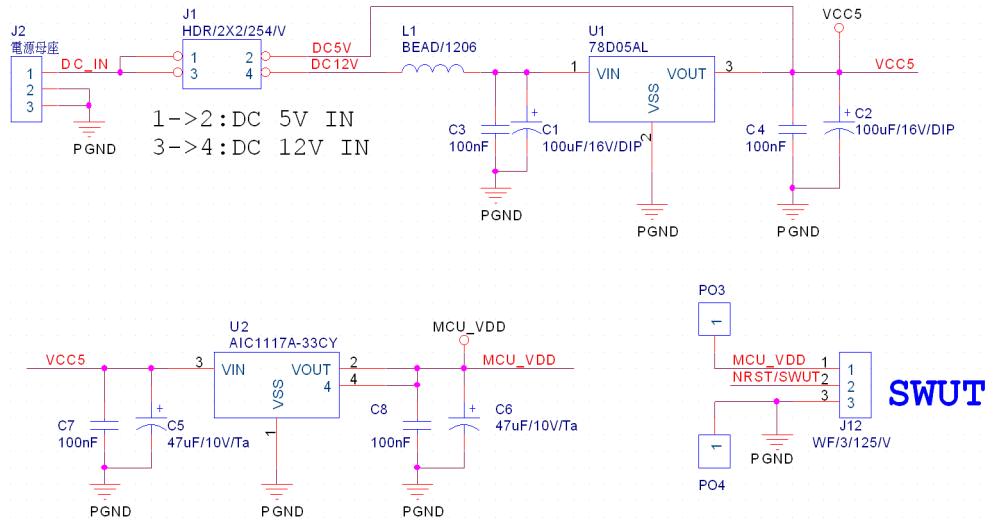 J2
電源母座
1
2
3
DC_IN
J1
HDR/2X2/254/V
1
3
2
4
DC5V
DC12V
1->2:DC 5V IN
3->4:DC 12V IN
PGND
L1
BEAD/1206
C3
100nF
C1
100uF/16V/DIP
PGND
U1
78D05AL
1
VIN
VOUT
3
VSS
2
PGND
VCC5
VCC5
C4
100nF
C2
100uF/16V/DIP
PGND
VCC5
C7
100nF
C5
47uF/10V/Ta
PGND
U2
AIC1117A-33CY
3
VIN
VOUT
2
4
4
VSS
1
PGND
MCU_VDD
MCU_VDD
C8
100nF
C6
47uF/10V/Ta
PGND
PO3
1
MCU_VDD
NRST/SWUT
1
2
3
1
2
3
SWUT
J12
WF/3/125/V
PGND
1
PO4